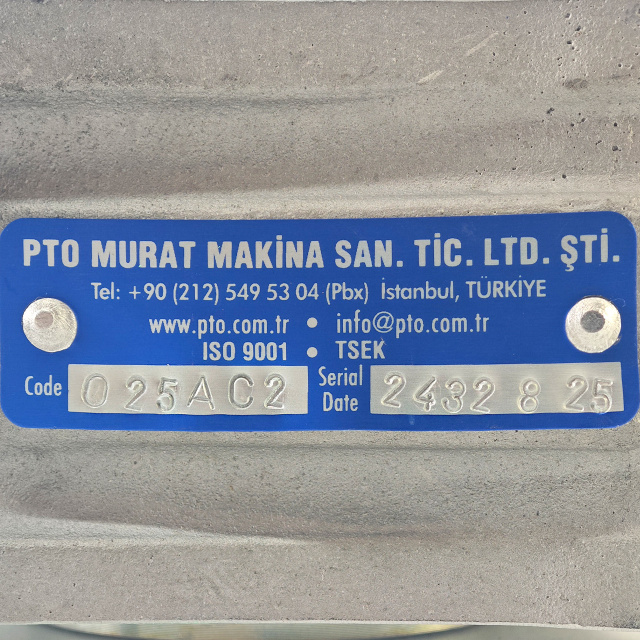 PTO MURAT MAKİNA SAN. TİC. LTD. ŞTİ.
Tel: +90 (212) 549 53 04 (Pbx) İstanbul, TÜRKİYE
www.pto.com.tr • info@pto.com.tr
ISO 9001 • TSEK
Code 025AC2 Serial Date 2432 8 25